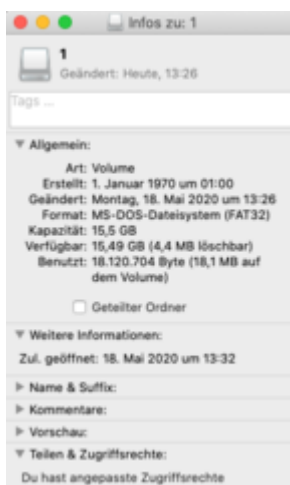 Infos zu: 1
1
Geändert: Heute, 13:26
Tags ...
Allgemein:
Art: Volume
Erstellt: 1. Januar 1970 um 01:00
Geändert: Montag, 18. Mai 2020 um 13:26
Format: MS-DOS-Dateisystem (FAT32)
Kapazität: 15,5 GB
Verfügbar: 15,49 GB (4,4 MB löschbar)
Benutzt: 18.120.704 Byte (18,1 MB auf
dem Volume)
Geteilter Ordner
Weitere Informationen:
Zul. geöffnet: 18. Mai 2020 um 13:32
Name & Suffix:
Kommentare:
Vorschau:
Teilen & Zugriffsrechte:
Du hast angepasste Zugriffsrechte